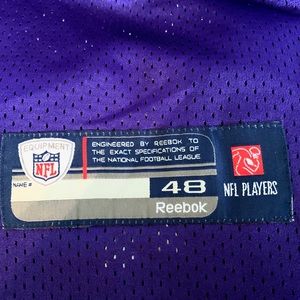 EQUIPMENT
NFL
ENGINEERED BY REEBOK TO
THE EXACT SPECIFICATIONS OF
THE NATIONAL FOOTBALL LEAGUE
NAME #
48
Reebok
NFL PLAYERS